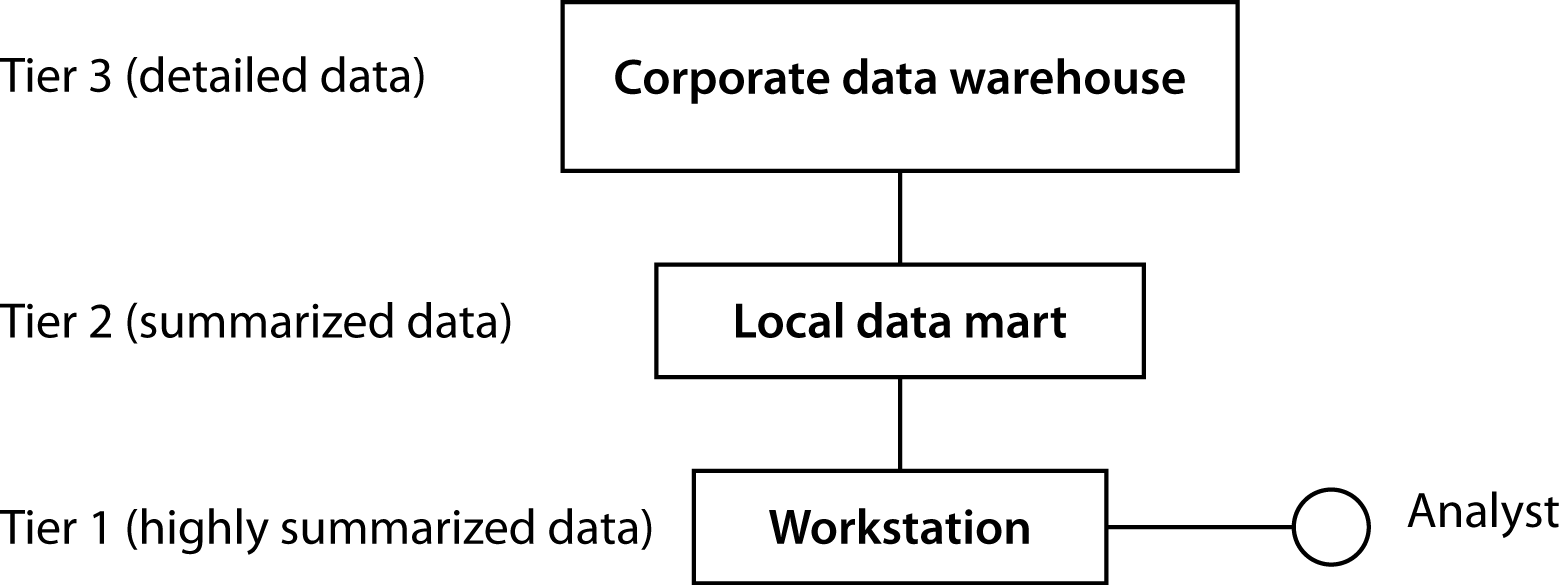 Tier 3 (detailed data)
Corporate data warehouse
Tier 2 (summarized data)
Local data mart
Tier 1 (highly summarized data)
Workstation
Analyst